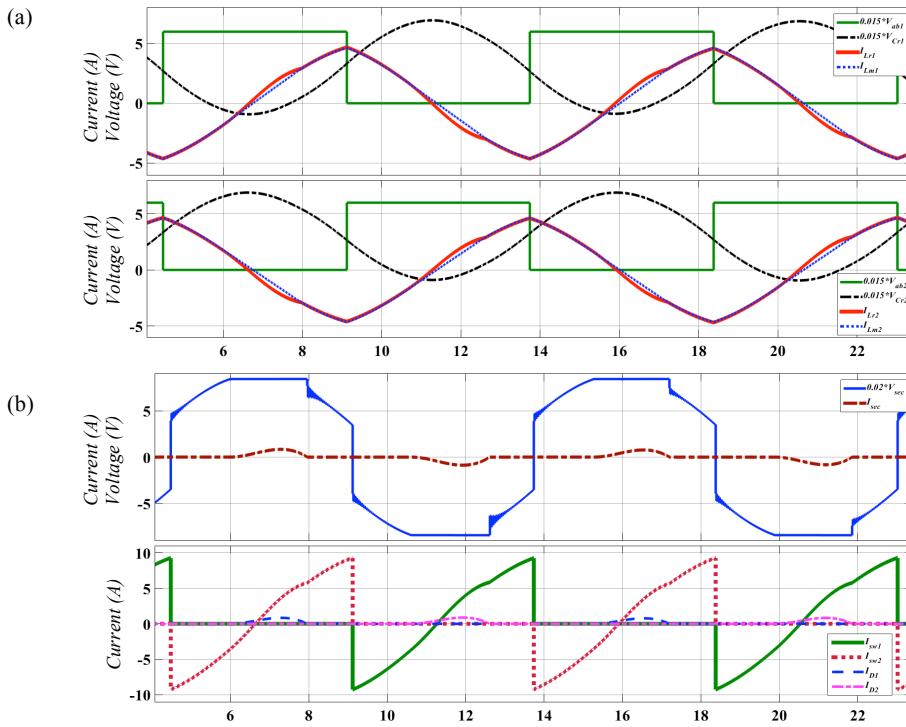 (a)
Current (A)
Voltage (V)
5
0
-5
0.015*V_ab1
0.015*V_Cr1
I_Lr1
I_Lm1
Current (A)
Voltage (V)
5
0
-5
0.015*V_ab2
0.015*V_Cr2
I_Lr2
I_Lm2
6 8 10 12 14 16 18 20 22
(b)
Current (A)
Voltage (V)
5
0
-5
0.02*V_sec
I_sec
Current (A)
10
5
0
-5
-10
I_sw1
I_sw2
I_D1
I_D2
6 8 10 12 14 16 18 20 22